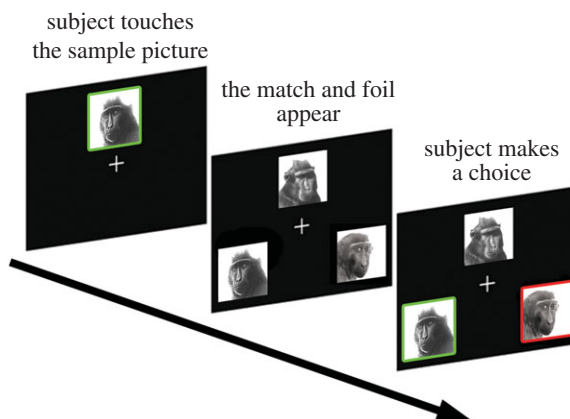 subject touches
the sample picture
the match and foil
appear
subject makes
a choice